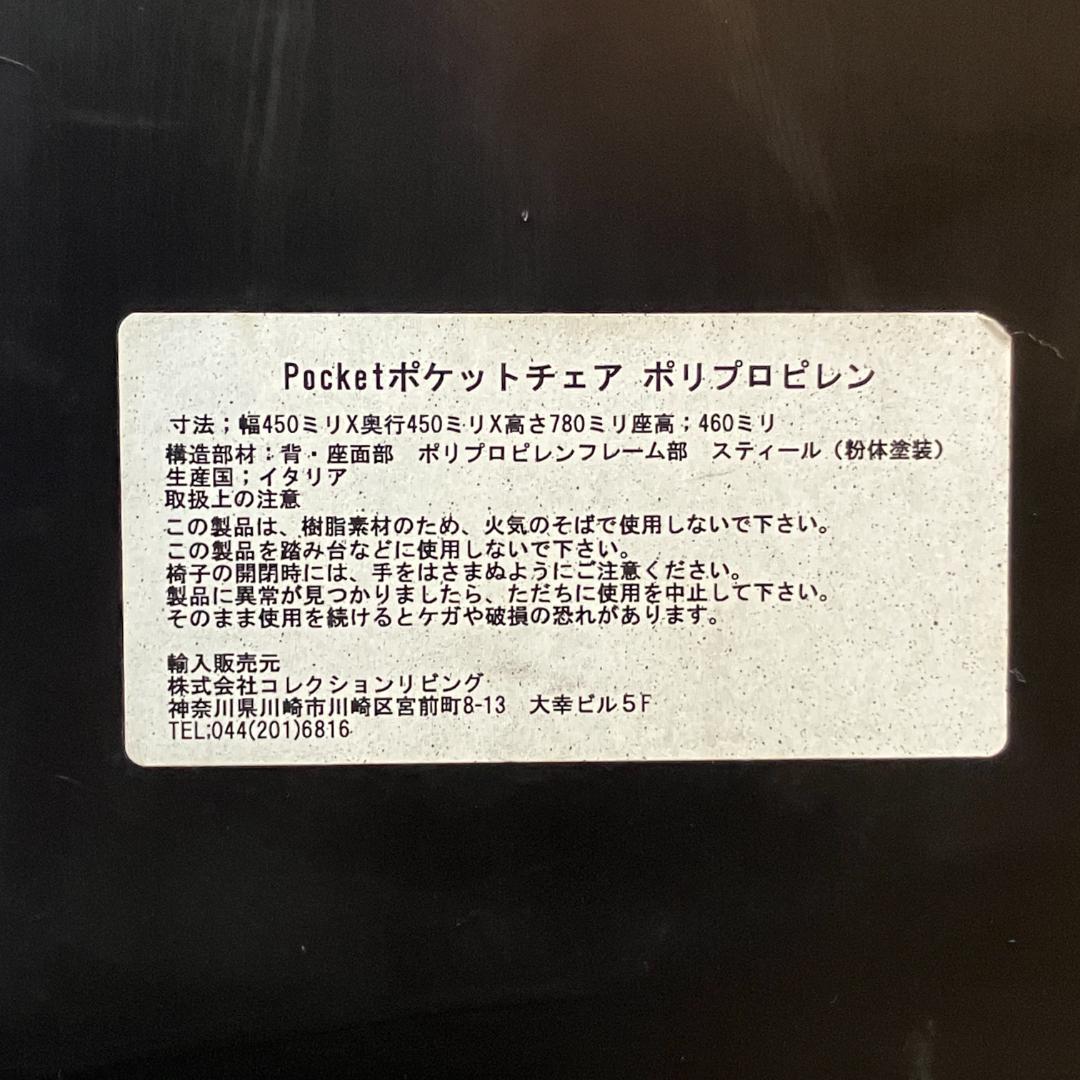 Pocketポケットチェア ポリプロピレン
寸法；幅450ミリX奥行450ミリX高さ780ミリ座高；460ミリ
構造部材；背・座面部　ポリプロピレンフレーム部　スティール（粉体塗装）
生産国；イタリア
取扱上の注意
この製品は、樹脂素材のため、火気のそばで使用しないで下さい。
この製品を踏み台などに使用しないで下さい。
椅子の開閉時には、手をはさまぬようにご注意ください。
製品に異常が見つかりましたら、ただちに使用を中止して下さい。
そのまま使用を続けるとケガや破損の恐れがあります。
輸入販売元
株式会社コレクションリビング
神奈川県川崎市川崎区宮前町8-13　大幸ビル５F
TEL;044(201)6816